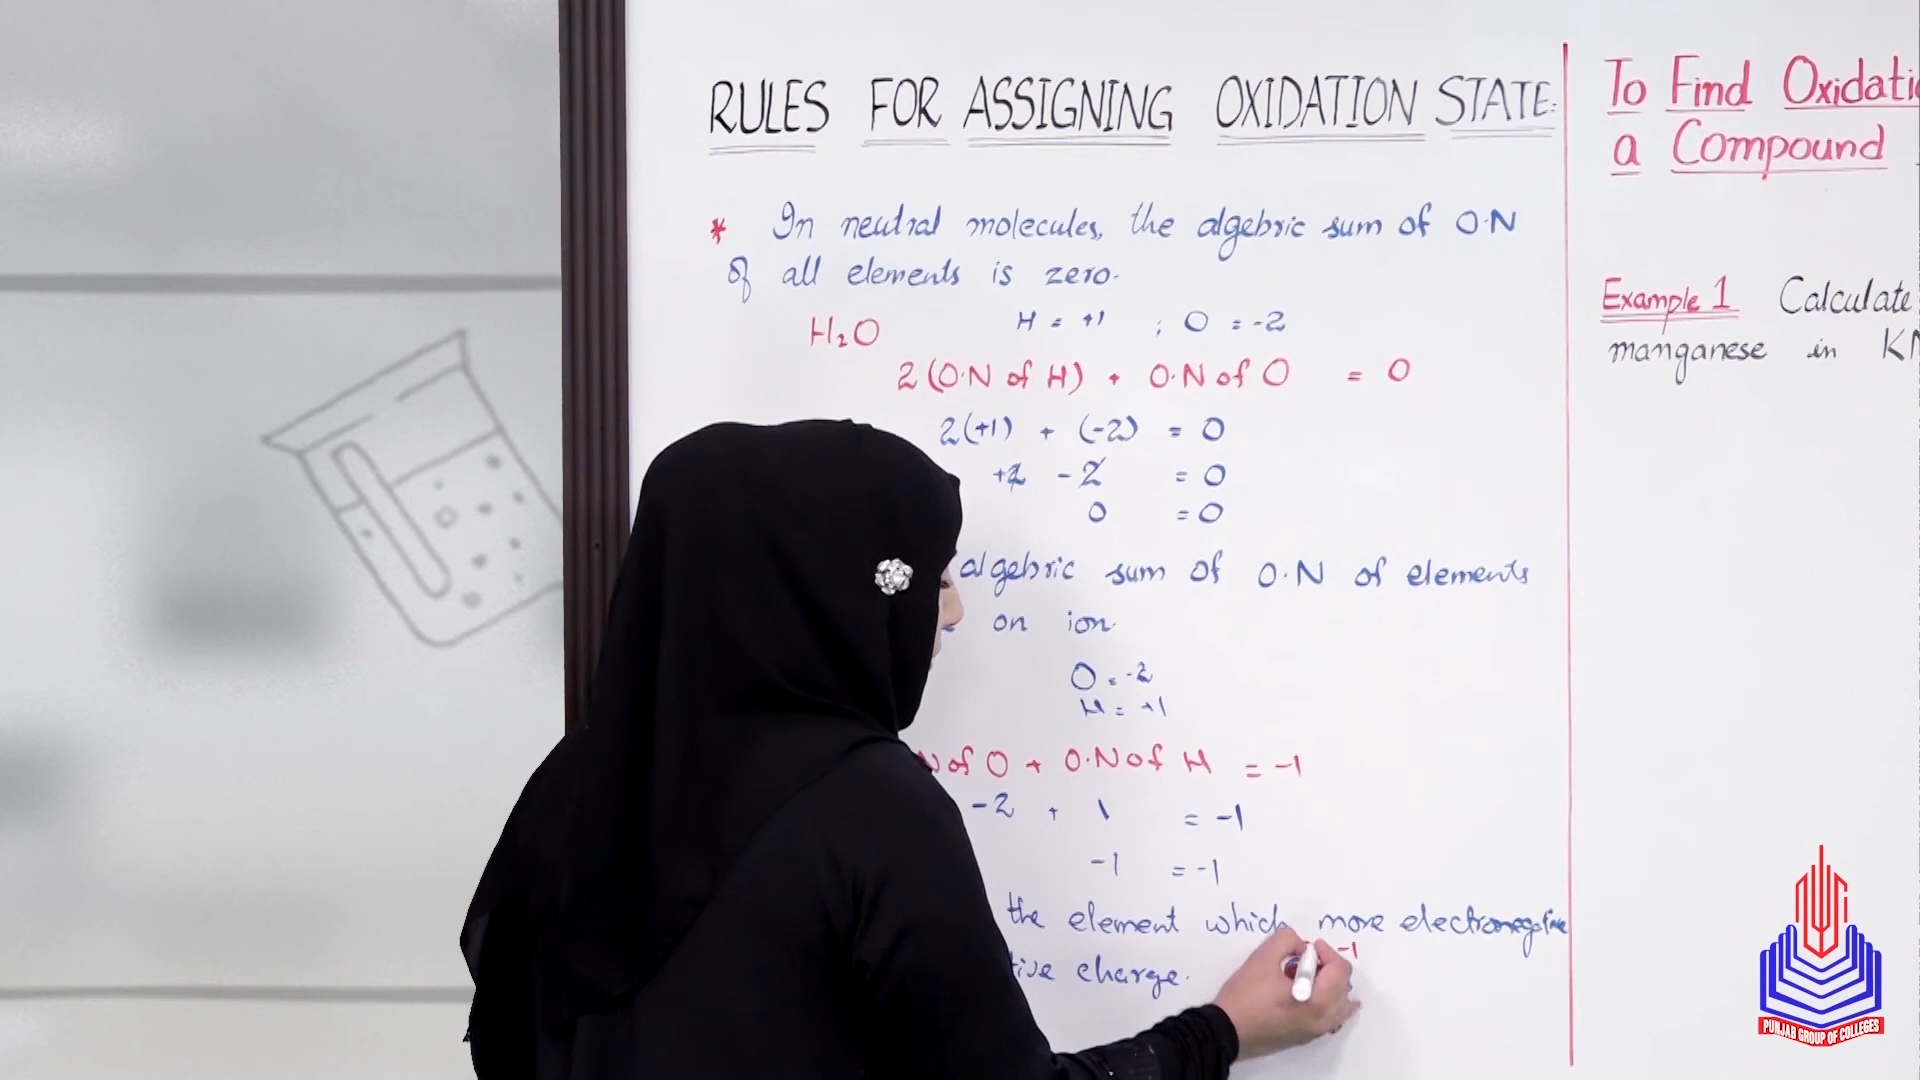 RULES FOR ASSIGNING OXIDATION STATE:
* In neutral molecules, the algebric sum of O.N
of all elements is zero.
H₂O H = +1 ; O = -2
2(O.N of H) + O.N of O = 0
2(+1) + (-2) = 0
+2 - 2 = 0
0 = 0
algebric sum of O.N of elements
on ion.
O = -2
H = +1
of O + O.N of H = -1
-2 + 1 = -1
-1 = -1
the element which more electronegative
tive charge.
-1
To Find Oxidati
a Compound
Example 1 Calculate
manganese in K
PUNJAB GROUP OF COLLEGES